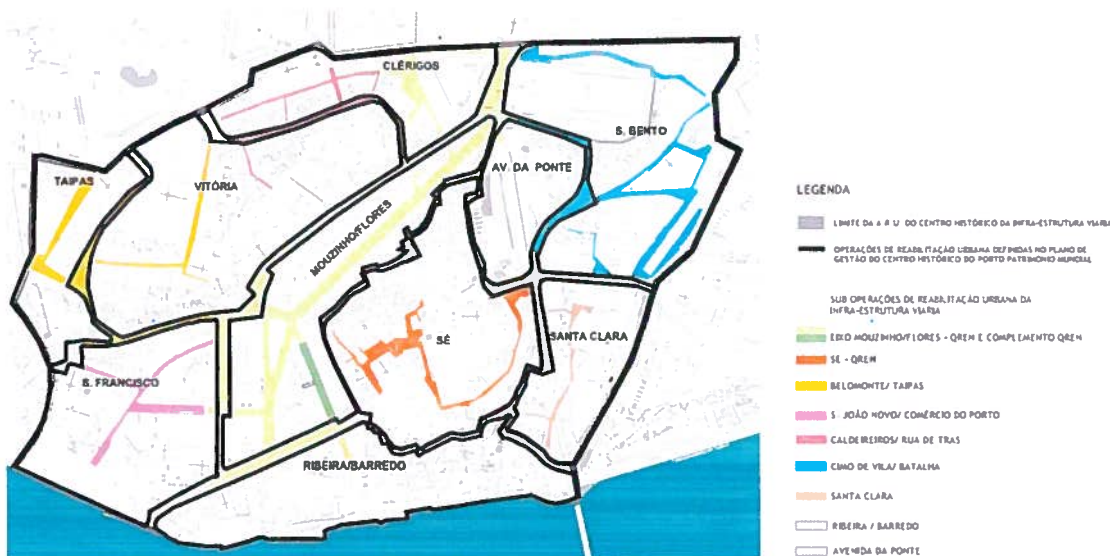 CLÉRIGOS
S. BENTO
AV. DA PONTE
TAIPAS
VITÓRIA
MOUZINHO/FLORES
SÉ
SANTA CLARA
S. FRANCISCO
RIBEIRA/BARREDO
LEGENDA
LIMITE DA A R U DO CENTRO HISTÓRICO DA INFRA-ESTRUTURA VIÁRIA
OPERAÇÕES DE REABILITAÇÃO URBANA DEFINIDAS NO PLANO DE
GESTÃO DO CENTRO HISTÓRICO DO PORTO PATRIMÓNIO MUNDIAL
SUB OPERAÇÕES DE REABILITAÇÃO URBANA DA
INFRA-ESTRUTURA VIÁRIA
EIXO MOUZINHO/FLORES - QREN E COMPLEMENTO QREN
SE - QREN
BELOMONTE/ TAIPAS
S. JOÃO NOVO/ COMÉRCIO DO PORTO
CALDEIREIROS/ RUA DE TRAS
CIMO DE VILA/ BATALHA
SANTA CLARA
RIBEIRA / BARREDO
AVENIDA DA PONTE